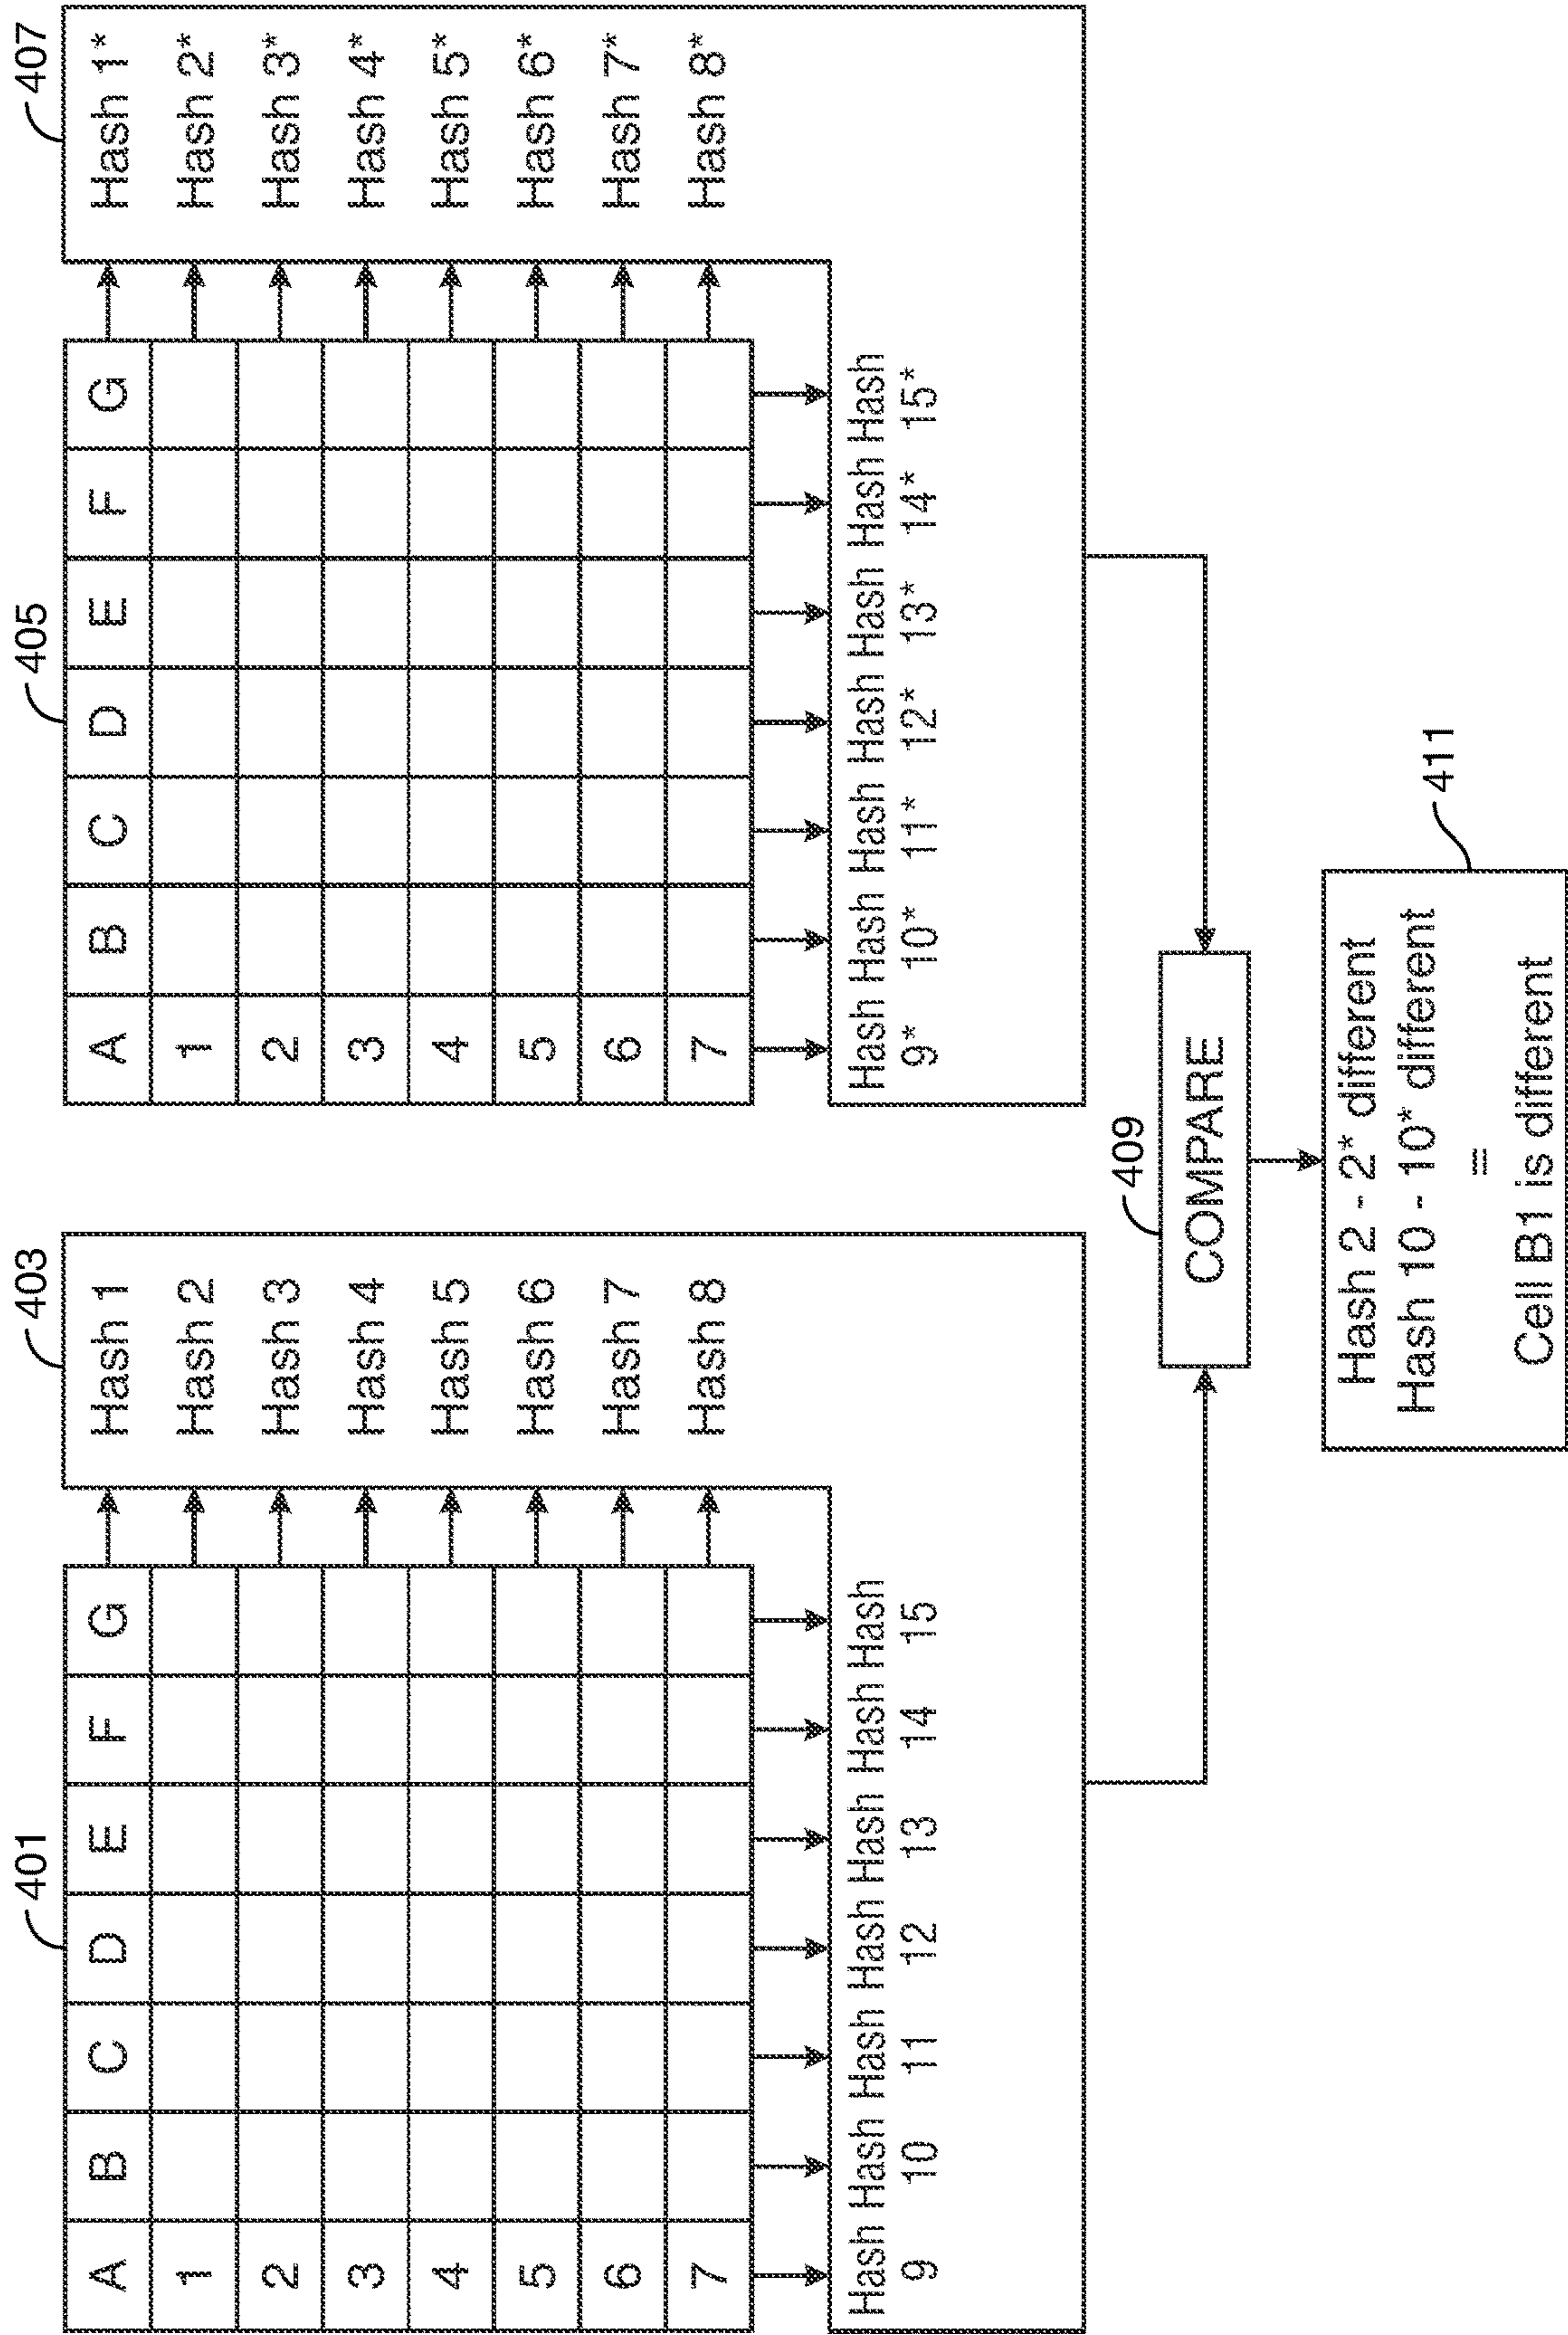 401
403
405
407
A B C D E F G
1
2
3
4
5
6
7
Hash 1
Hash 2
Hash 3
Hash 4
Hash 5
Hash 6
Hash 7
Hash 8
Hash Hash Hash Hash Hash Hash Hash
9 10 11 12 13 14 15
A B C D E F G
1
2
3
4
5
6
7
Hash 1*
Hash 2*
Hash 3*
Hash 4*
Hash 5*
Hash 6*
Hash 7*
Hash 8*
Hash Hash Hash Hash Hash Hash Hash
9* 10* 11* 12* 13* 14* 15*
409
COMPARE
411
Hash 2 - 2* different
Hash 10 - 10* different
=
Cell B1 is different